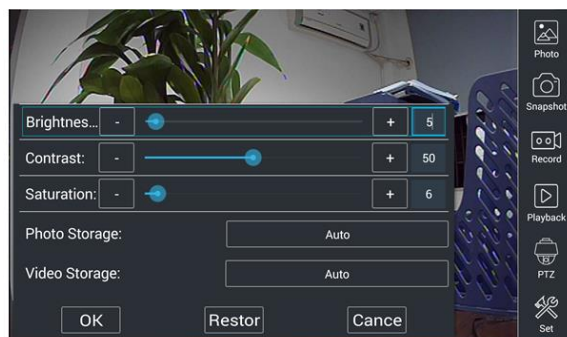 Photo
Snapshot
Brightnes... - + 5
Contrast: - + 50
Record
Saturation: - + 6
Playback
Photo Storage: Auto
PTZ
Video Storage: Auto
OK Restor Cance
Set